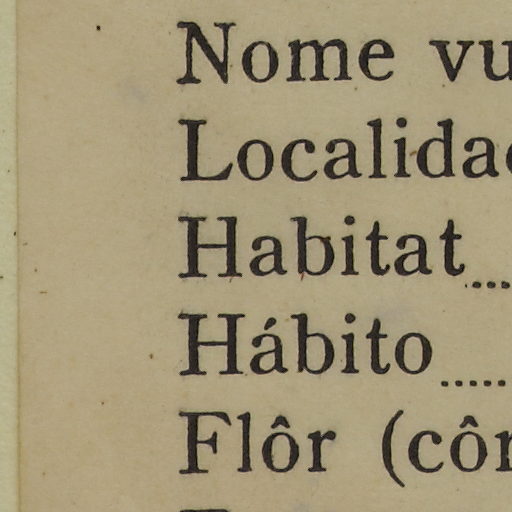 Nome vu
Localidad
Habitat
Hábito
Flôr (côr